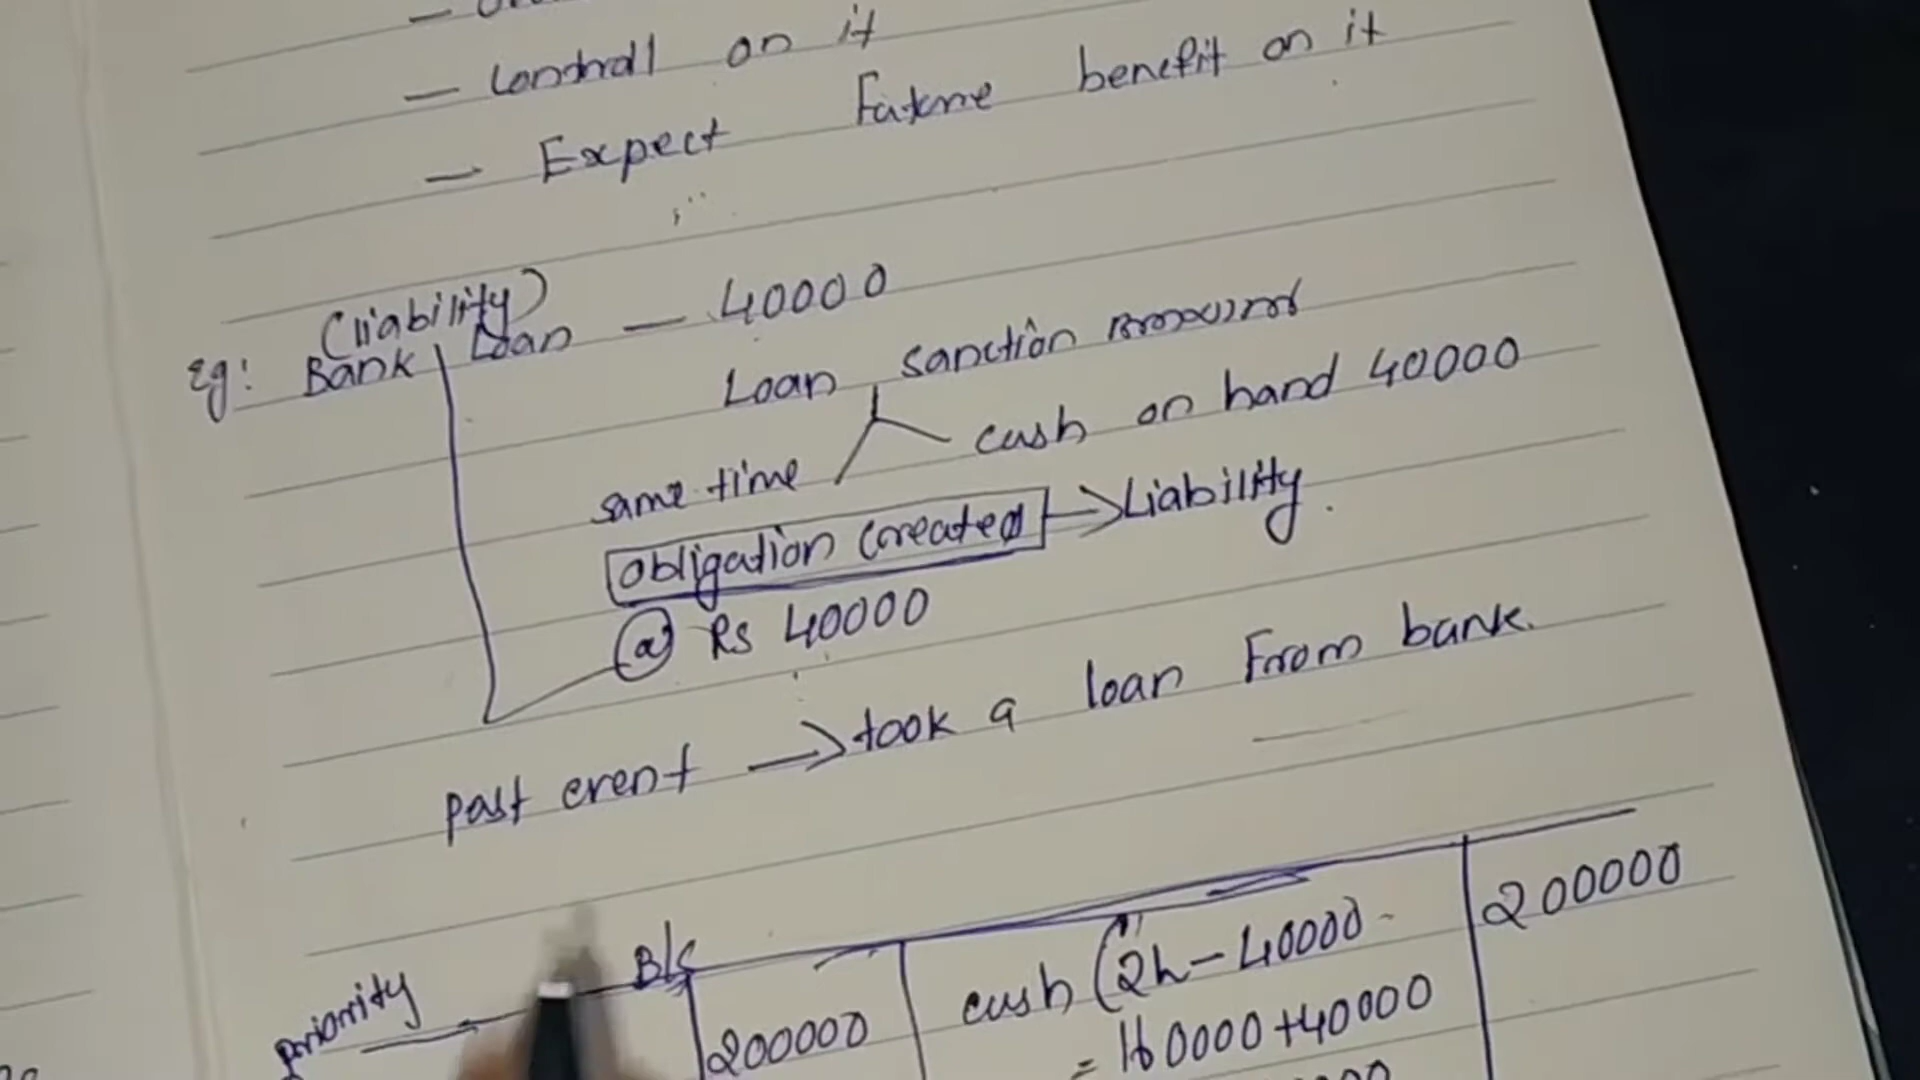 — Controll on it
— Expect Future benefit on it
(liability)
Eg: Bank Loan — 40000
Loan sanction
same time cash on hand 40000
obligation created → Liability.
@ Rs 40000
past event → took a loan From bank.
priority B/S
200000 cash (2L - 40000 200000
= 160000+40000